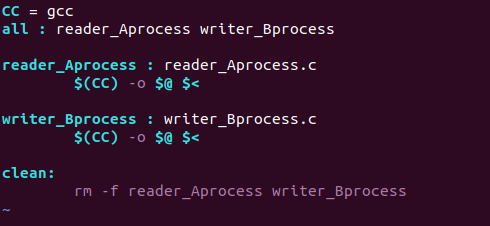 CC = gcc
all : reader_Aprocess writer_Bprocess
reader_Aprocess : reader_Aprocess.c
$(CC) -o $@ $<
writer_Bprocess : writer_Bprocess.c
$(CC) -o $@ $<
clean:
rm -f reader_Aprocess writer_Bprocess
~